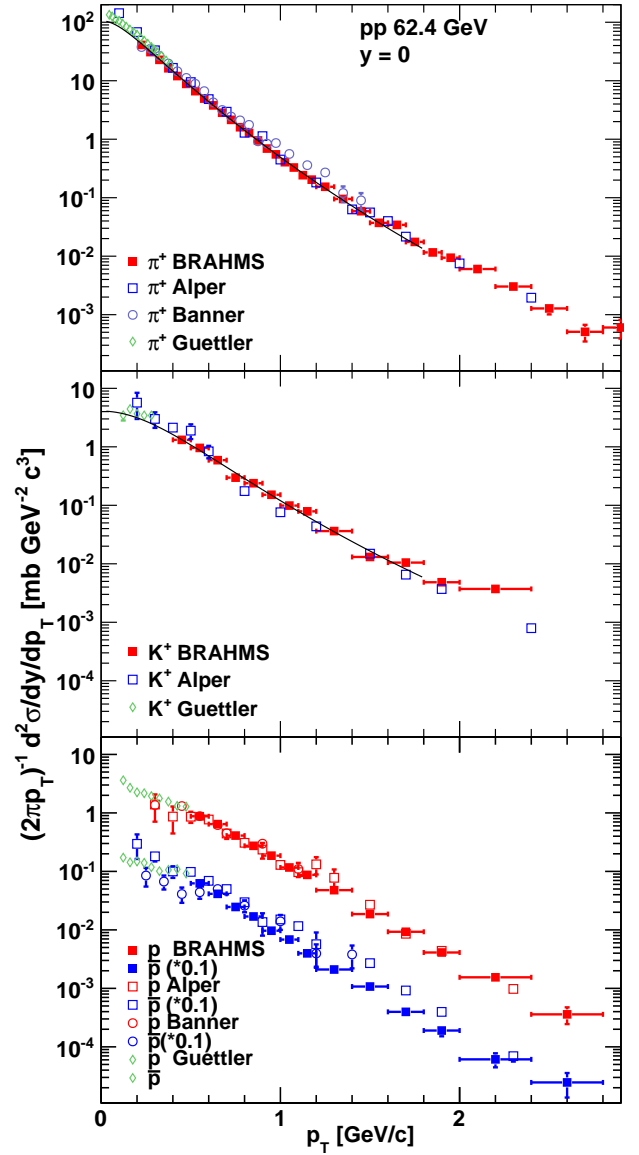 pp 62.4 GeV
y = 0
10²
10
1
10⁻¹
10⁻²
10⁻³
π⁺ BRAHMS
π⁺ Alper
π⁺ Banner
π⁺ Guettler
1
10⁻¹
10⁻²
10⁻³
10⁻⁴
K⁺ BRAHMS
K⁺ Alper
K⁺ Guettler
(2πp_T)⁻¹ d²σ/dy/dp_T [mb GeV⁻² c³]
1
10⁻¹
10⁻²
10⁻³
10⁻⁴
p BRAHMS
p̅ (*0.1)
p Alper
p̅ (*0.1)
p Banner
p̅(*0.1)
p Guettler
p̅
0 1 2
p_T [GeV/c]